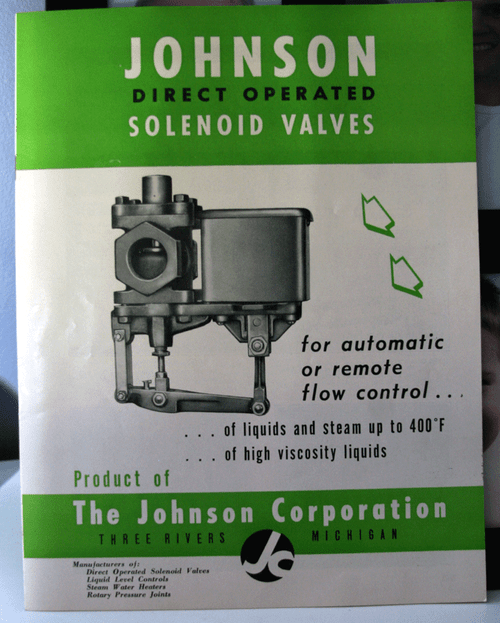 JOHNSON
DIRECT OPERATED
SOLENOID VALVES
for automatic
or remote
flow control . . .
. . . of liquids and steam up to 400°F
. . . of high viscosity liquids
Product of
The Johnson Corporation
THREE RIVERS MICHIGAN
Jc
Manufacturers of:
Direct Operated Solenoid Valves
Liquid Level Controls
Steam Water Heaters
Rotary Pressure Joints